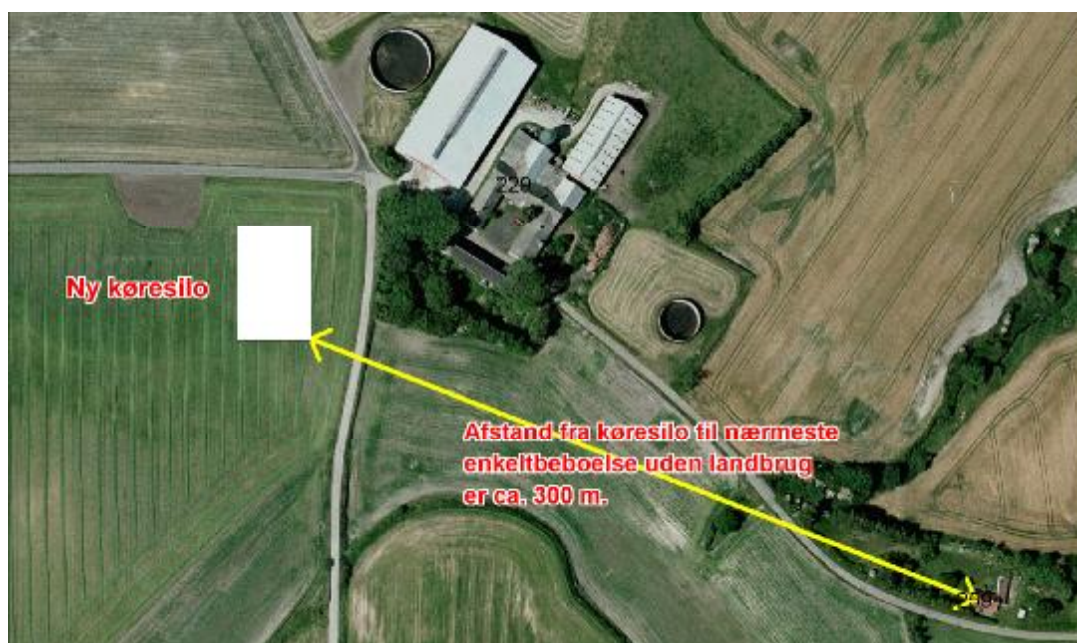 229
Ny køresilo
Afstand fra køresilo til nærmeste
enkeltbeboelse uden landbrug
er ca. 300 m.